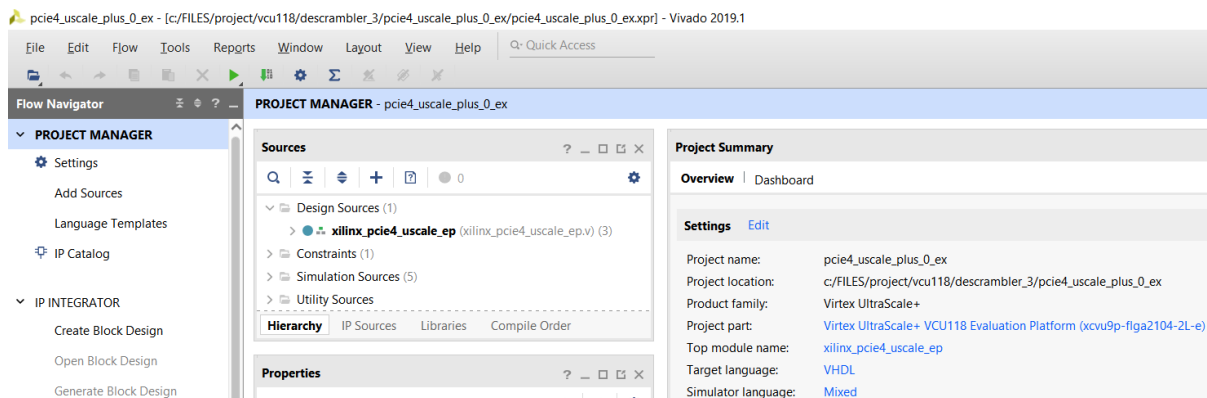 pcie4_uscale_plus_0_ex - [c:/FILES/project/vcu118/descrambler_3/pcie4_uscale_plus_0_ex/pcie4_uscale_plus_0_ex.xpr] - Vivado 2019.1
File Edit Flow Tools Reports Window Layout View Help Quick Access
Flow Navigator
PROJECT MANAGER
Settings
Add Sources
Language Templates
IP Catalog
IP INTEGRATOR
Create Block Design
Open Block Design
Generate Block Design
PROJECT MANAGER - pcie4_uscale_plus_0_ex
Sources
0
Design Sources (1)
xilinx_pcie4_uscale_ep (xilinx_pcie4_uscale_ep.v) (3)
Constraints (1)
Simulation Sources (5)
Utility Sources
Hierarchy IP Sources Libraries Compile Order
Properties
Project Summary
Overview Dashboard
Settings Edit
Project name: pcie4_uscale_plus_0_ex
Project location: c:/FILES/project/vcu118/descrambler_3/pcie4_uscale_plus_0_ex
Product family: Virtex UltraScale+
Project part: Virtex UltraScale+ VCU118 Evaluation Platform (xcvu9p-flga2104-2L-e)
Top module name: xilinx_pcie4_uscale_ep
Target language: VHDL
Simulator language: Mixed